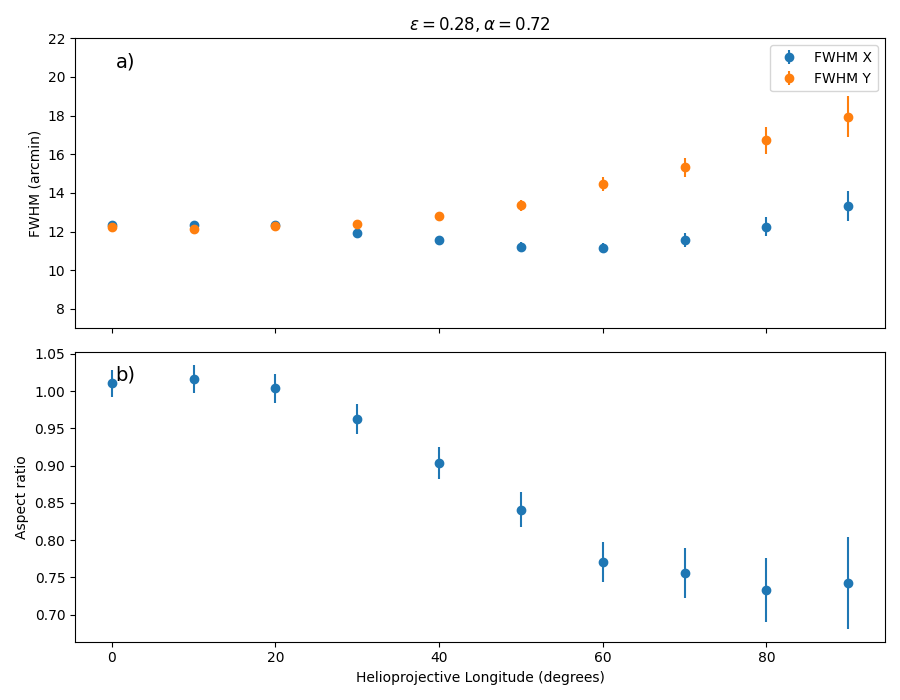 ε = 0.28, α = 0.72
a)
FWHM X
FWHM Y
22
20
18
16
14
12
10
8
FWHM (arcmin)
b)
1.05
1.00
0.95
0.90
0.85
0.80
0.75
0.70
Aspect ratio
0 20 40 60 80
Helioprojective Longitude (degrees)